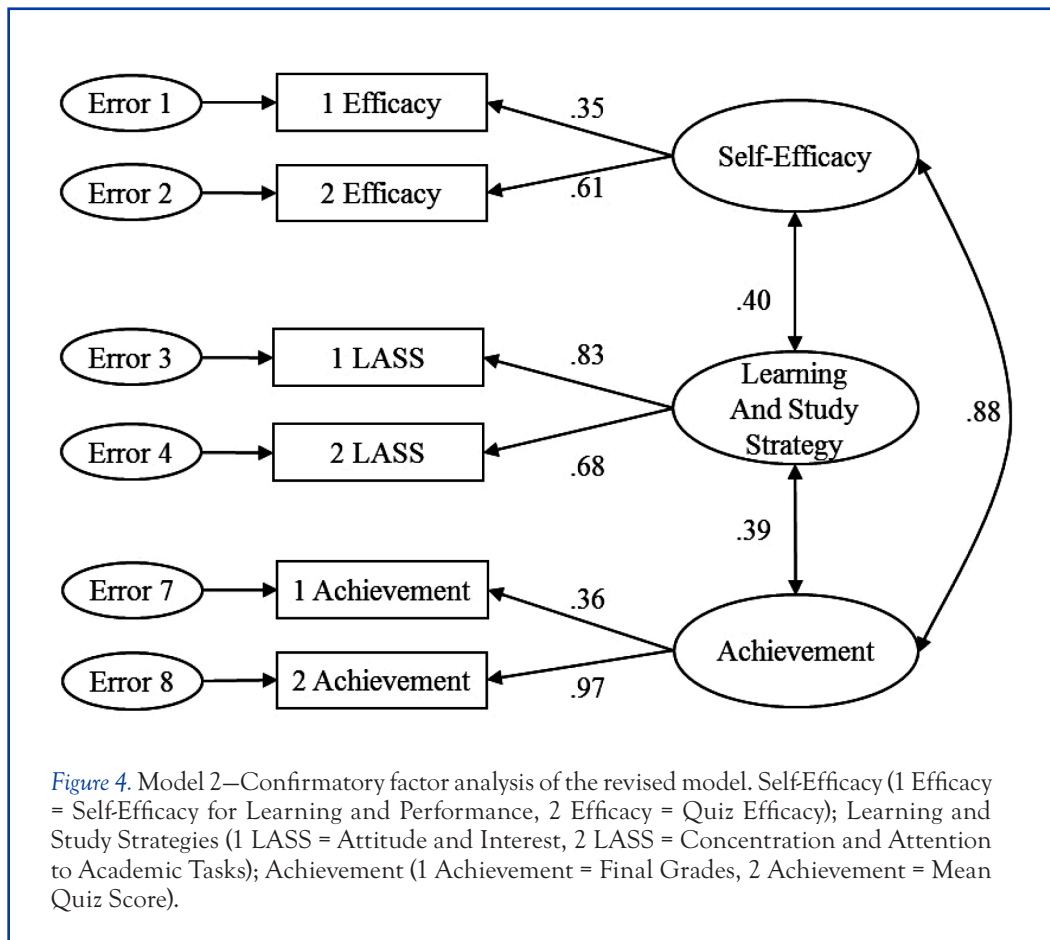 Error 1
1 Efficacy
.35
Self-Efficacy
Error 2
2 Efficacy
.61
.40
Error 3
1 LASS
.83
Learning
And Study
Strategy
.88
Error 4
2 LASS
.68
.39
Error 7
1 Achievement
.36
Achievement
Error 8
2 Achievement
.97
Figure 4. Model 2—Confirmatory factor analysis of the revised model. Self-Efficacy (1 Efficacy
= Self-Efficacy for Learning and Performance, 2 Efficacy = Quiz Efficacy); Learning and
Study Strategies (1 LASS = Attitude and Interest, 2 LASS = Concentration and Attention
to Academic Tasks); Achievement (1 Achievement = Final Grades, 2 Achievement = Mean
Quiz Score).